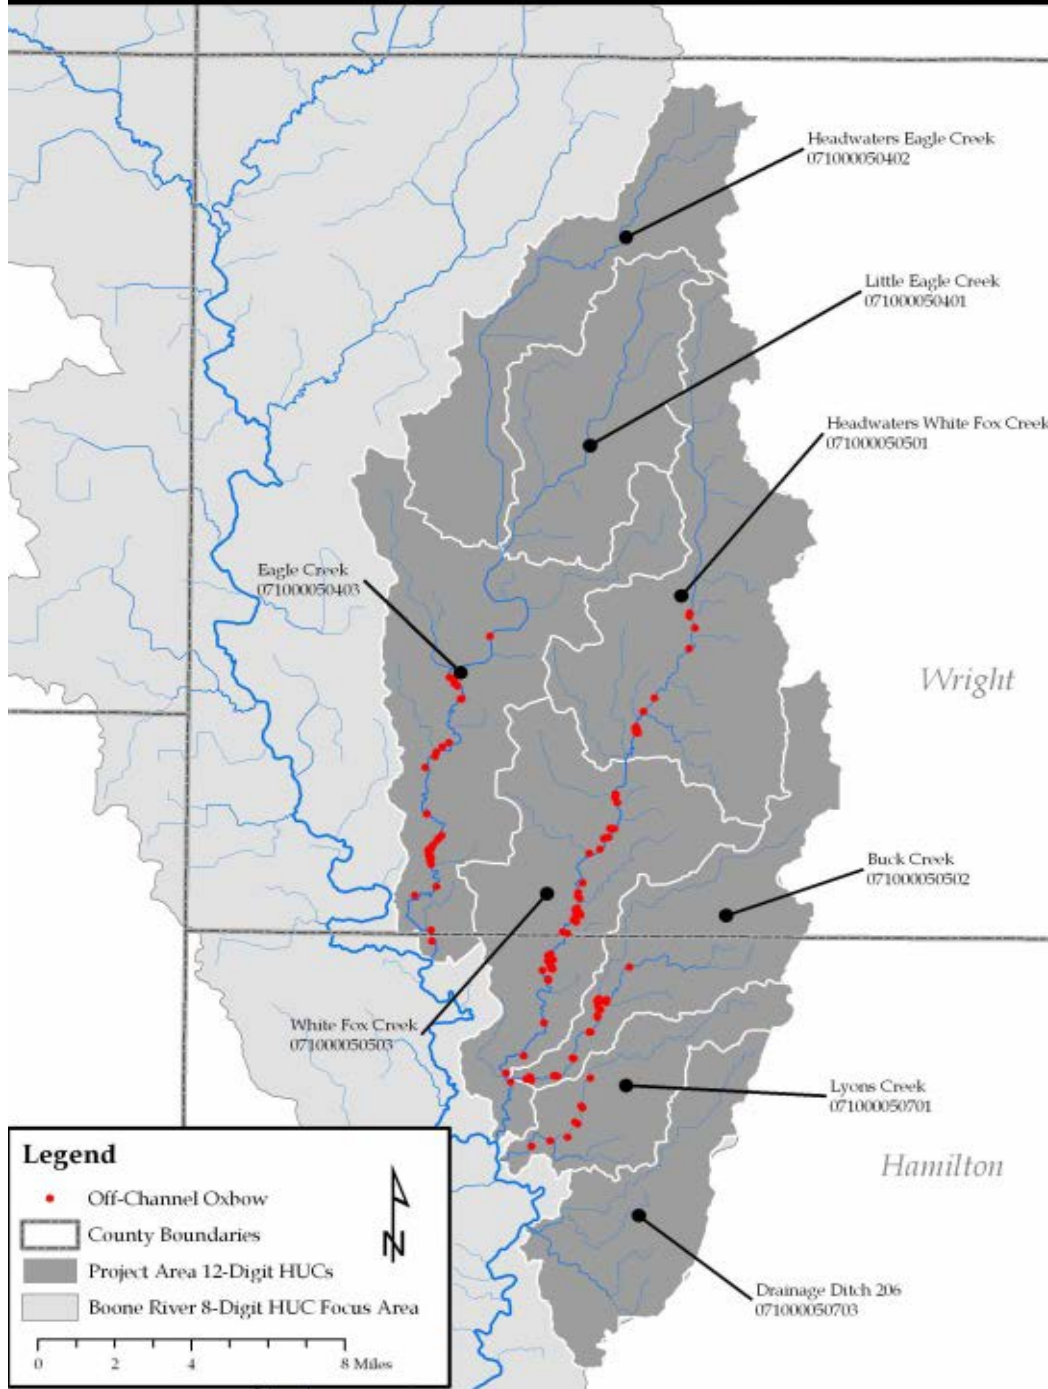 Headwaters Eagle Creek
071000050402
Little Eagle Creek
071000050401
Headwaters White Fox Creek
071000050501
Eagle Creek
071000050403
Wright
Buck Creek
071000050502
White Fox Creek
071000050503
Lyons Creek
071000050701
Hamilton
Drainage Ditch 206
071000050703
Legend
Off-Channel Oxbow
County Boundaries
Project Area 12-Digit HUCs
Boone River 8-Digit HUC Focus Area
N
0 2 4 8 Miles